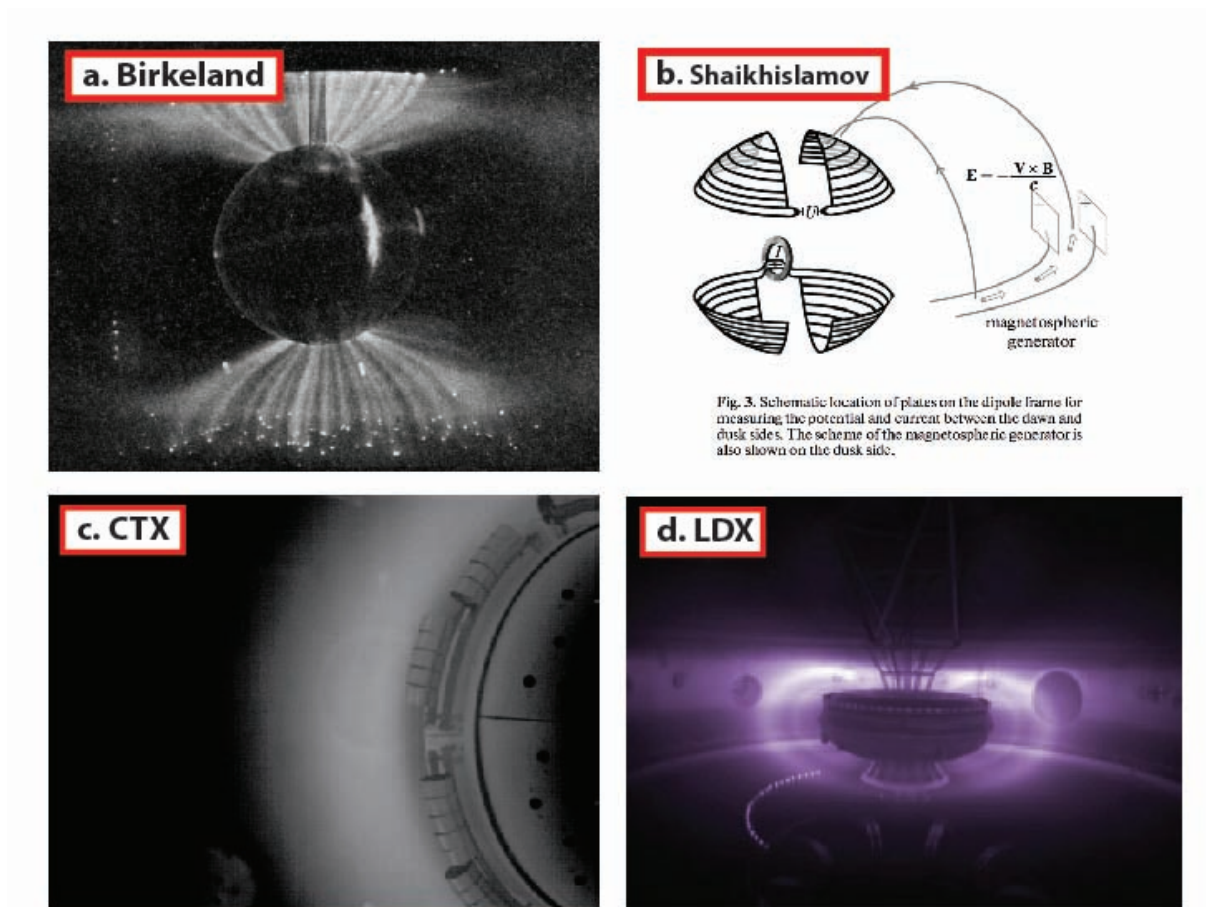 a. Birkeland
b. Shaikhislamov
E = - V × B
c
U
I
magnetospheric
generator
Fig. 3. Schematic location of plates on the dipole frame for
measuring the potential and current between the dawn and
dusk sides. The scheme of the magnetospheric generator is
also shown on the dusk side.
c. CTX
d. LDX